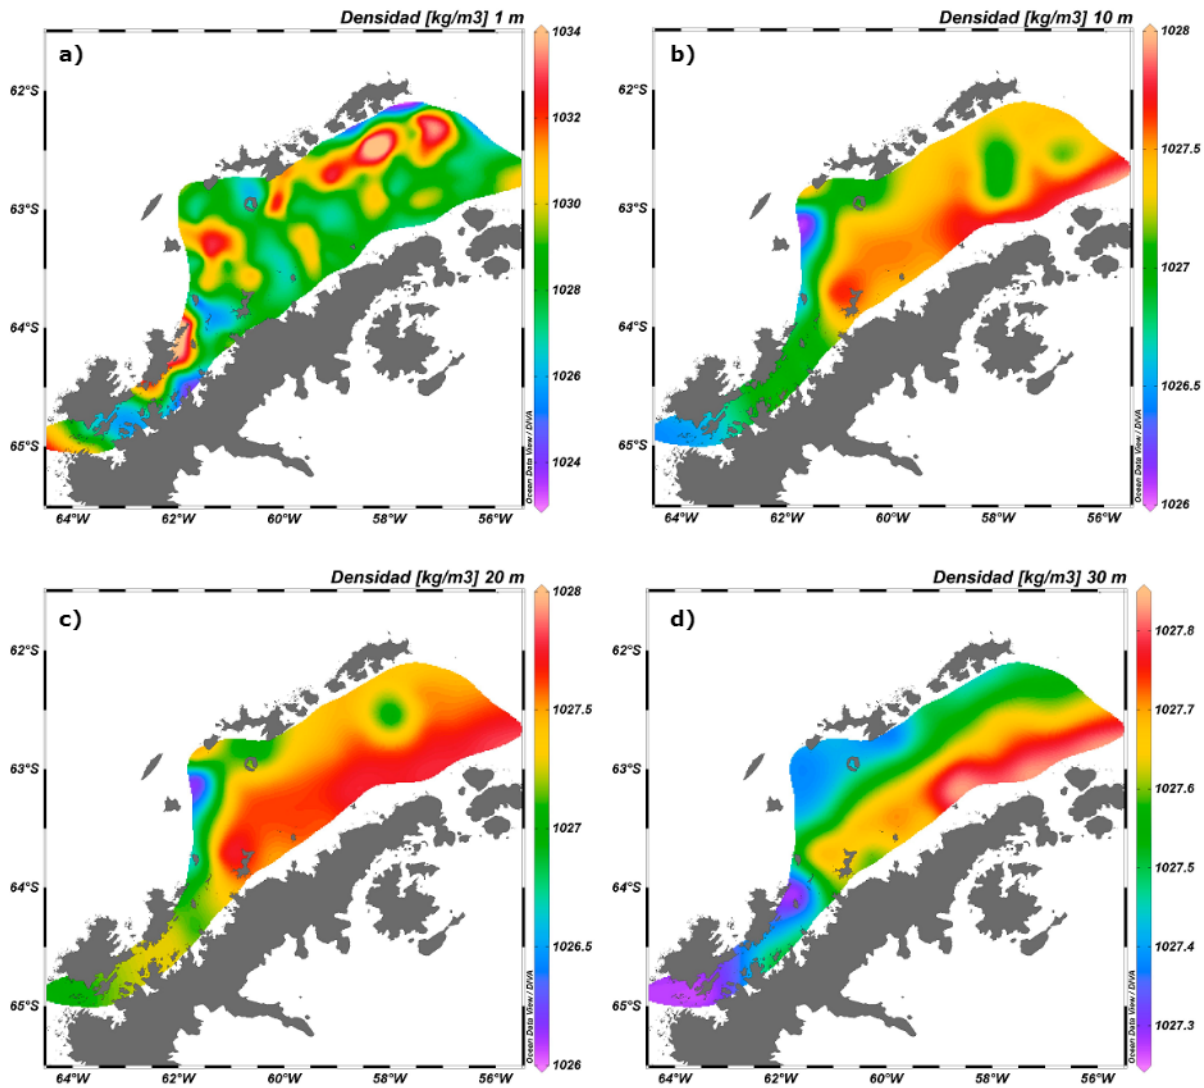 Densidad [kg/m3] 1 m
a)
62°S
63°S
64°S
65°S
64°W 62°W 60°W 58°W 56°W
1034
1032
1030
1028
1026
1024
Ocean Data View / DIVA
Densidad [kg/m3] 10 m
b)
62°S
63°S
64°S
65°S
64°W 62°W 60°W 58°W 56°W
1028
1027.5
1027
1026.5
1026
Ocean Data View / DIVA
Densidad [kg/m3] 20 m
c)
62°S
63°S
64°S
65°S
64°W 62°W 60°W 58°W 56°W
1028
1027.5
1027
1026.5
1026
Ocean Data View / DIVA
Densidad [kg/m3] 30 m
d)
62°S
63°S
64°S
65°S
64°W 62°W 60°W 58°W 56°W
1027.8
1027.7
1027.6
1027.5
1027.4
1027.3
Ocean Data View / DIVA